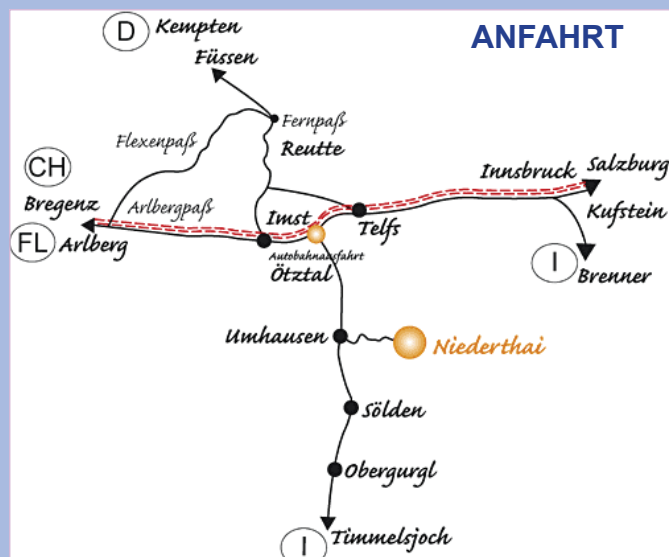 ANFAHRT
D
Kempten
Füssen
Fernpaß
Flexenpaß
Reutte
CH
Innsbruck
Salzburg
Bregenz
Arlbergpaß
Imst
Telfs
Kufstein
FL
Arlberg
Autobahnausfahrt
Ötztal
I
Brenner
Umhausen
Niederthai
Sölden
Obergurgl
I
Timmelsjoch